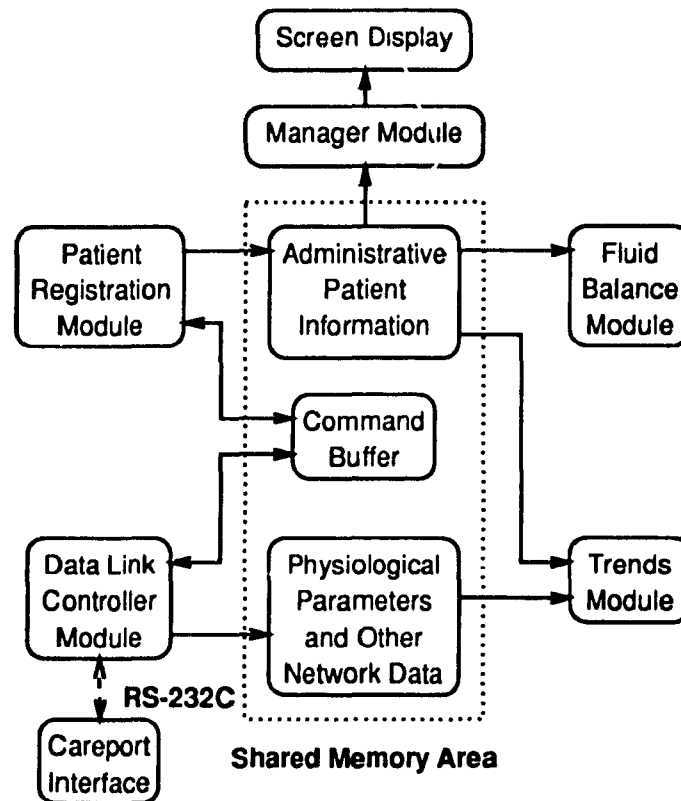 Screen Display
Manager Module
Patient
Registration
Module
Administrative
Patient
Information
Fluid
Balance
Module
Command
Buffer
Data Link
Controller
Module
Physiological
Parameters
and Other
Network Data
Trends
Module
RS-232C
Careport
Interface
Shared Memory Area